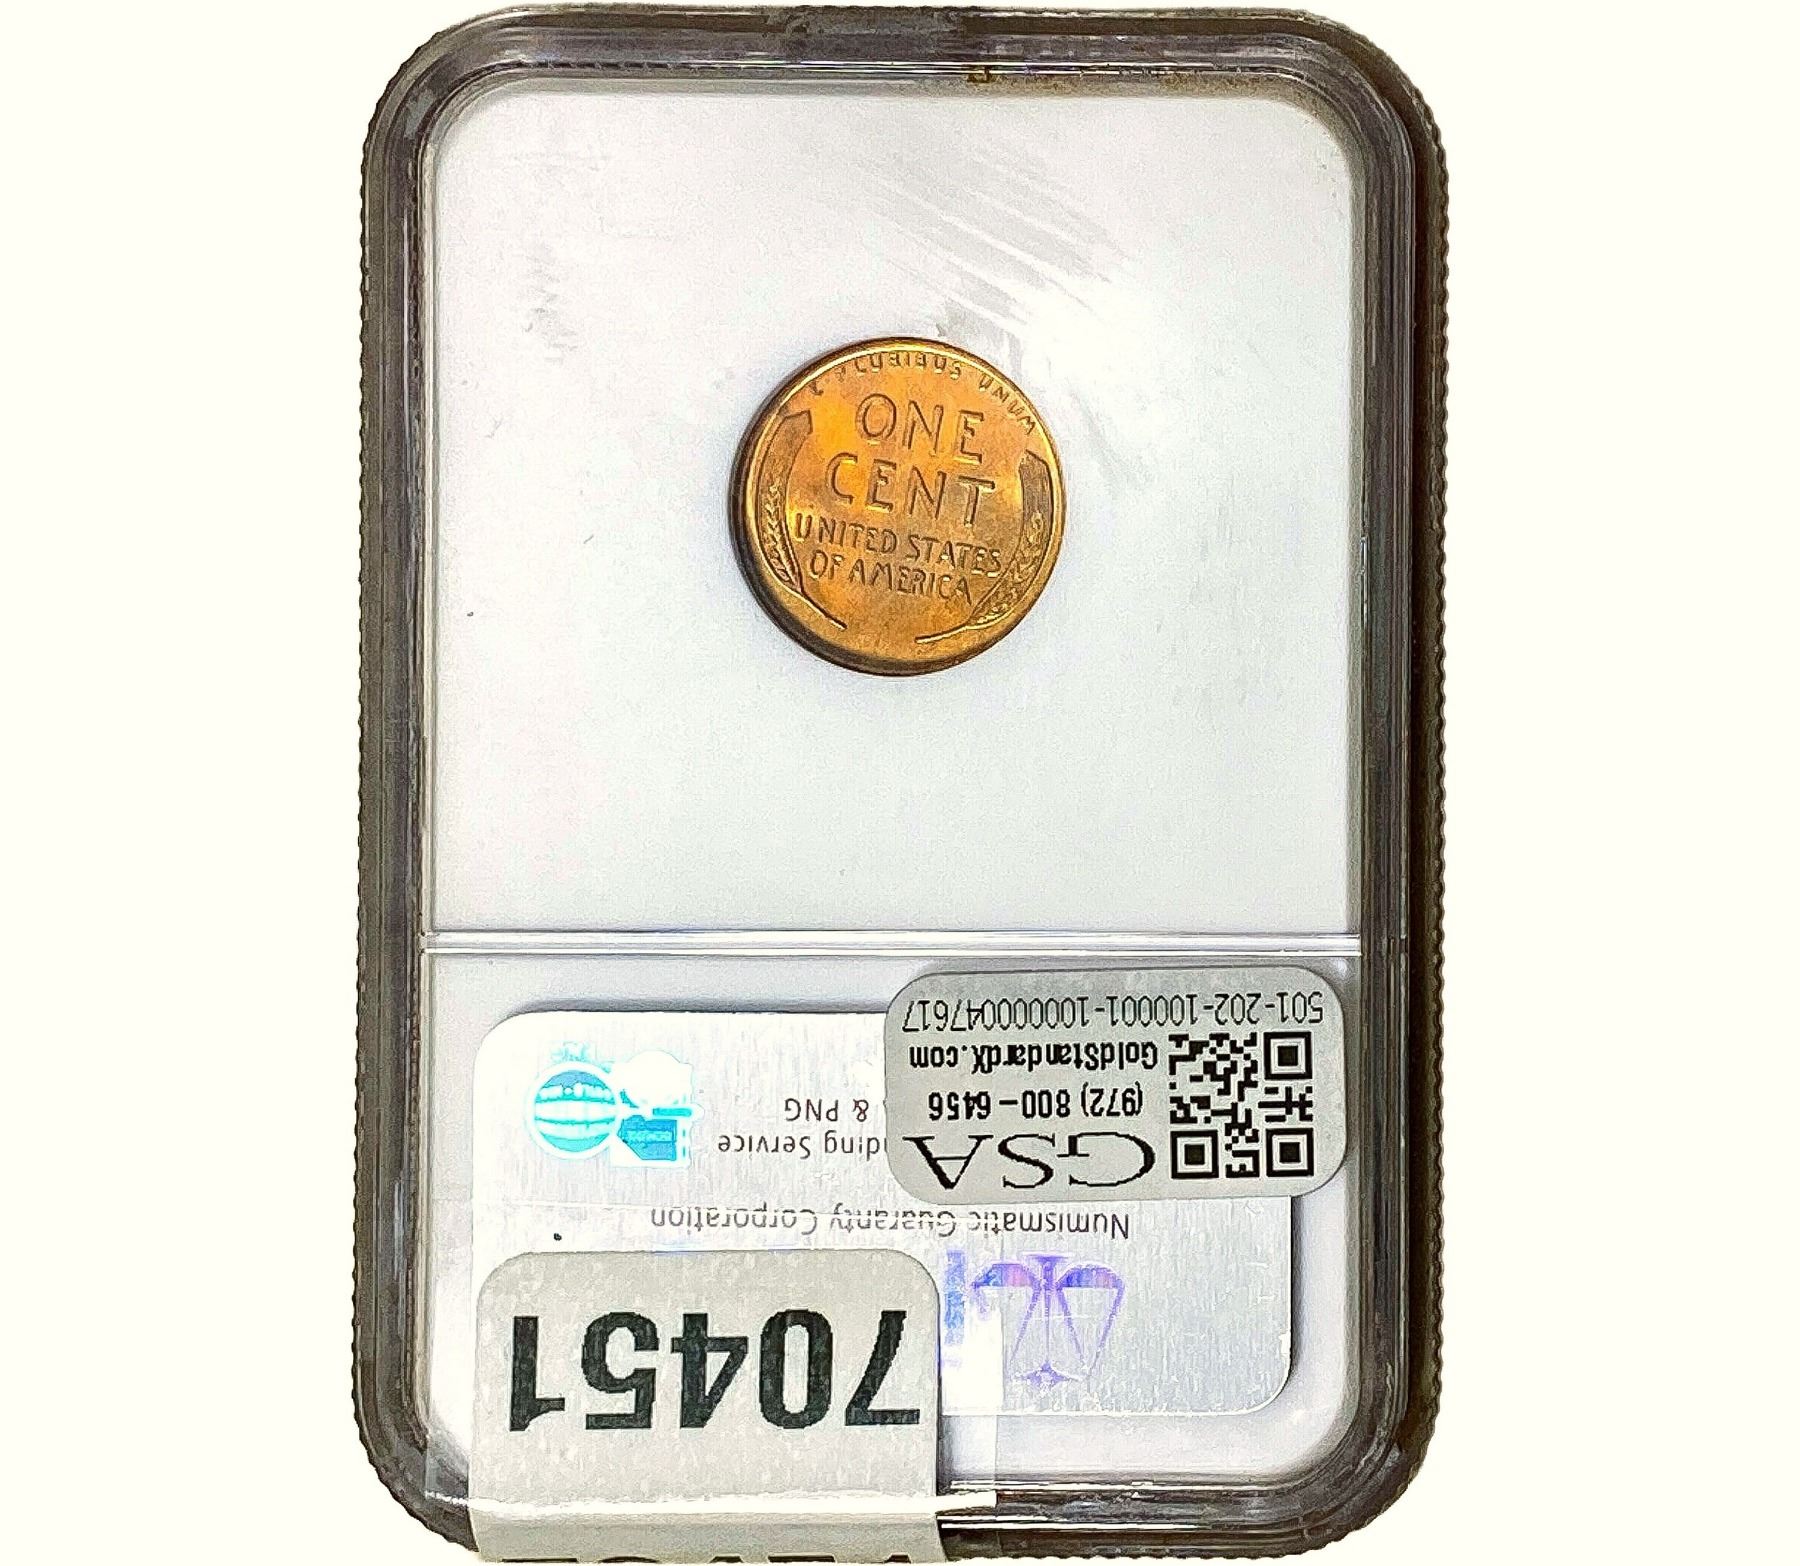 E PLURIBUS UNUM
ONE
CENT
UNITED STATES
OF AMERICA
70451
Numismatic Guaranty Corporation
ding Service
& PNG
GSA
(972) 800-6456
GoldStandardX.com
501-202-100001-10000047617